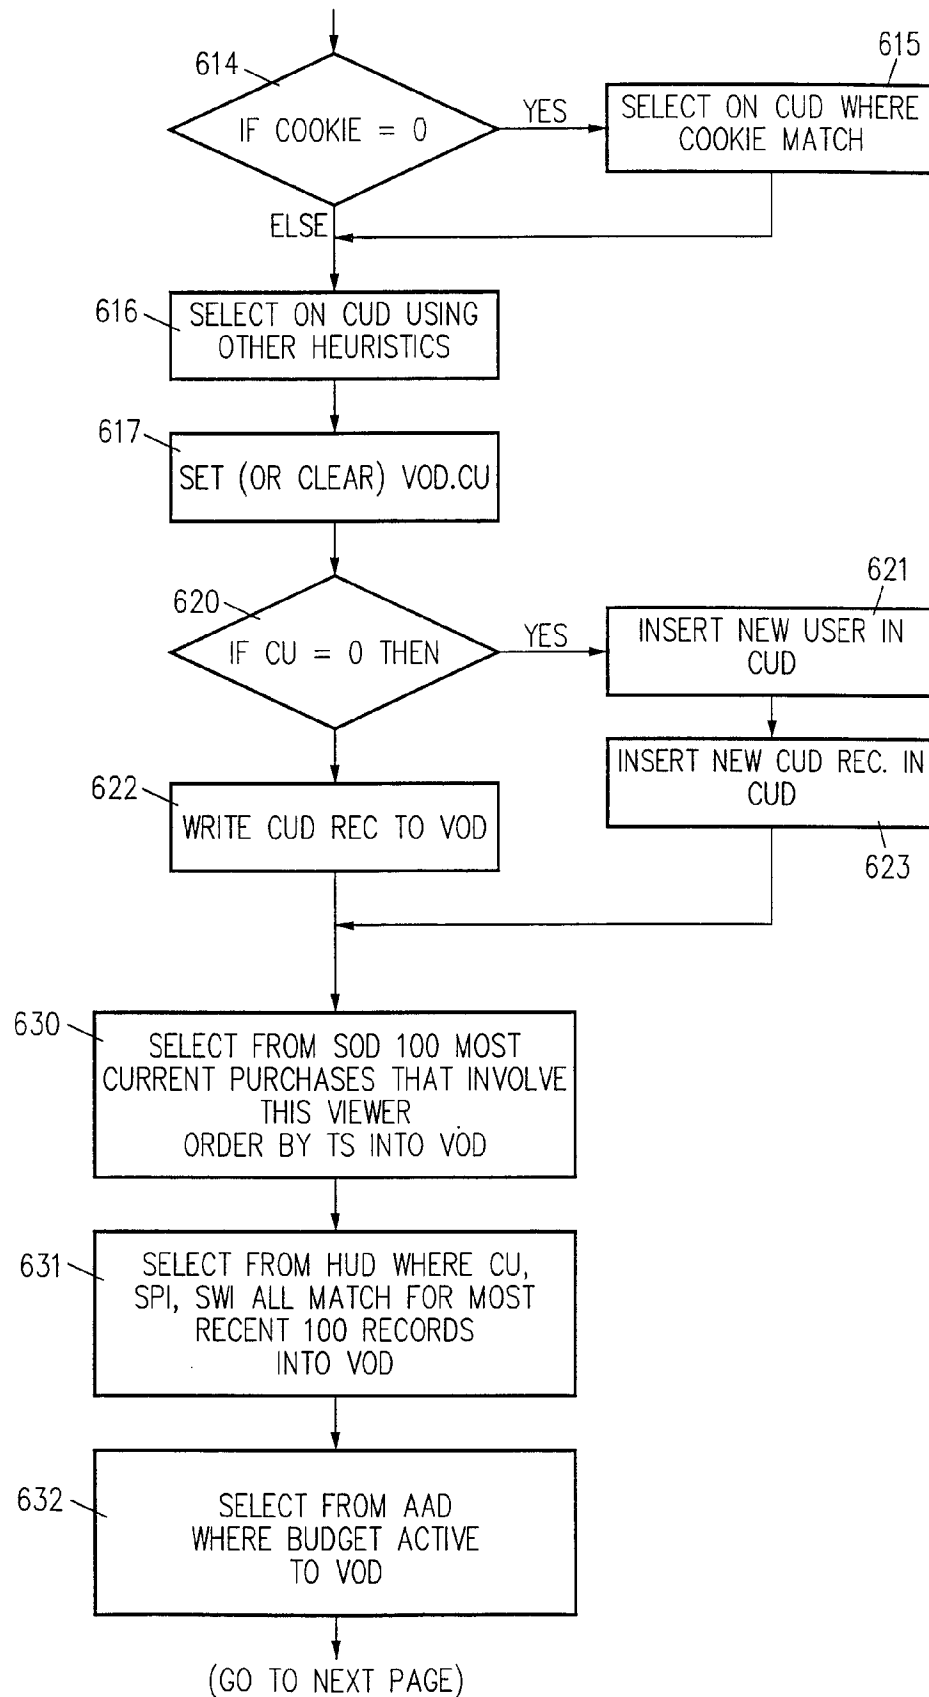 614
IF COOKIE = 0
YES
615
SELECT ON CUD WHERE
COOKIE MATCH
ELSE
616
SELECT ON CUD USING
OTHER HEURISTICS
617
SET (OR CLEAR) VOD.CU
620
IF CU = 0 THEN
YES
621
INSERT NEW USER IN
CUD
INSERT NEW CUD REC. IN
CUD
623
622
WRITE CUD REC TO VOD
630
SELECT FROM SOD 100 MOST
CURRENT PURCHASES THAT INVOLVE
THIS VIEWER
ORDER BY TS INTO VOD
631
SELECT FROM HUD WHERE CU,
SPI, SWI ALL MATCH FOR MOST
RECENT 100 RECORDS
INTO VOD
632
SELECT FROM AAD
WHERE BUDGET ACTIVE
TO VOD
(GO TO NEXT PAGE)